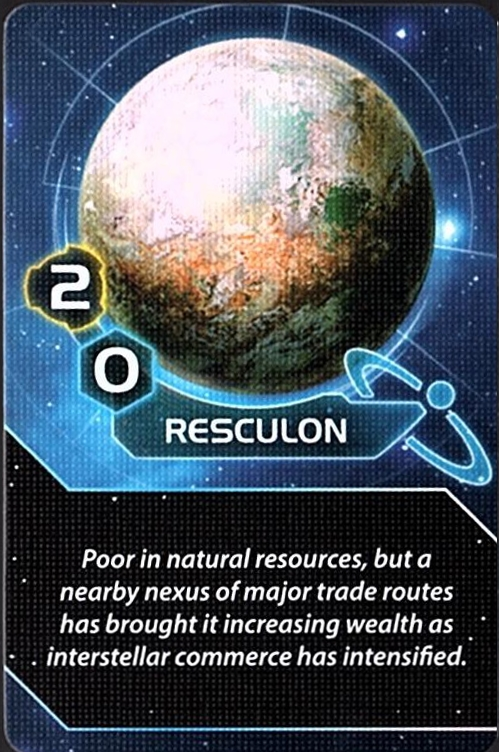 2
0
RESCULON
Poor in natural resources, but a
nearby nexus of major trade routes
has brought it increasing wealth as
interstellar commerce has intensified.